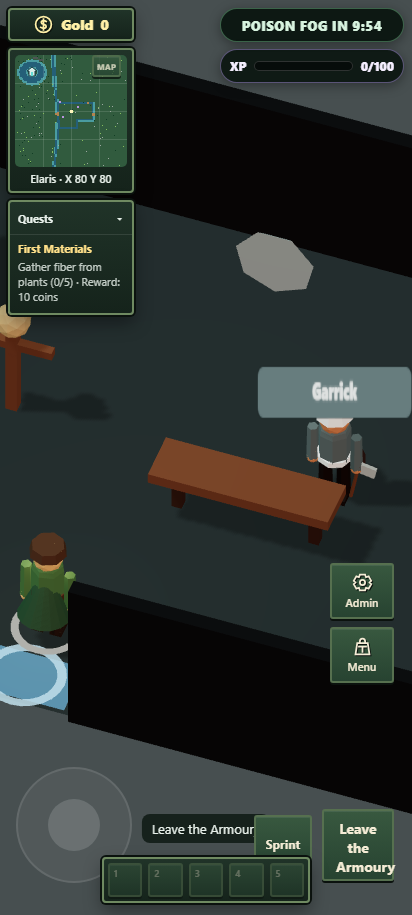 Gold 0
POISON FOG IN 9:54
MAP
XP 0/100
Elaris · X 80 Y 80
Quests
First Materials
Gather fiber from
plants (0/5) · Reward:
10 coins
Garrick
Admin
Menu
Leave the Armour
Sprint
Leave
the
Armoury
1 2 3 4 5